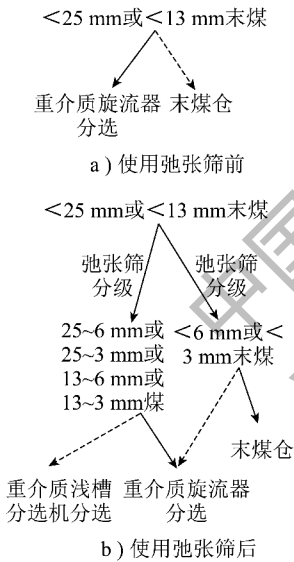 <25 mm或<13 mm末煤
重介质旋流器 末煤仓
分选
a ) 使用弛张筛前
<25 mm或<13 mm末煤
弛张筛 弛张筛
分级 分级
25~6 mm或 <6 mm或<
25~3 mm或 3 mm末煤
13~6 mm或
13~3 mm煤
末煤仓
重介质浅槽 重介质旋流器
分选机分选 分选
b ) 使用弛张筛后
中国